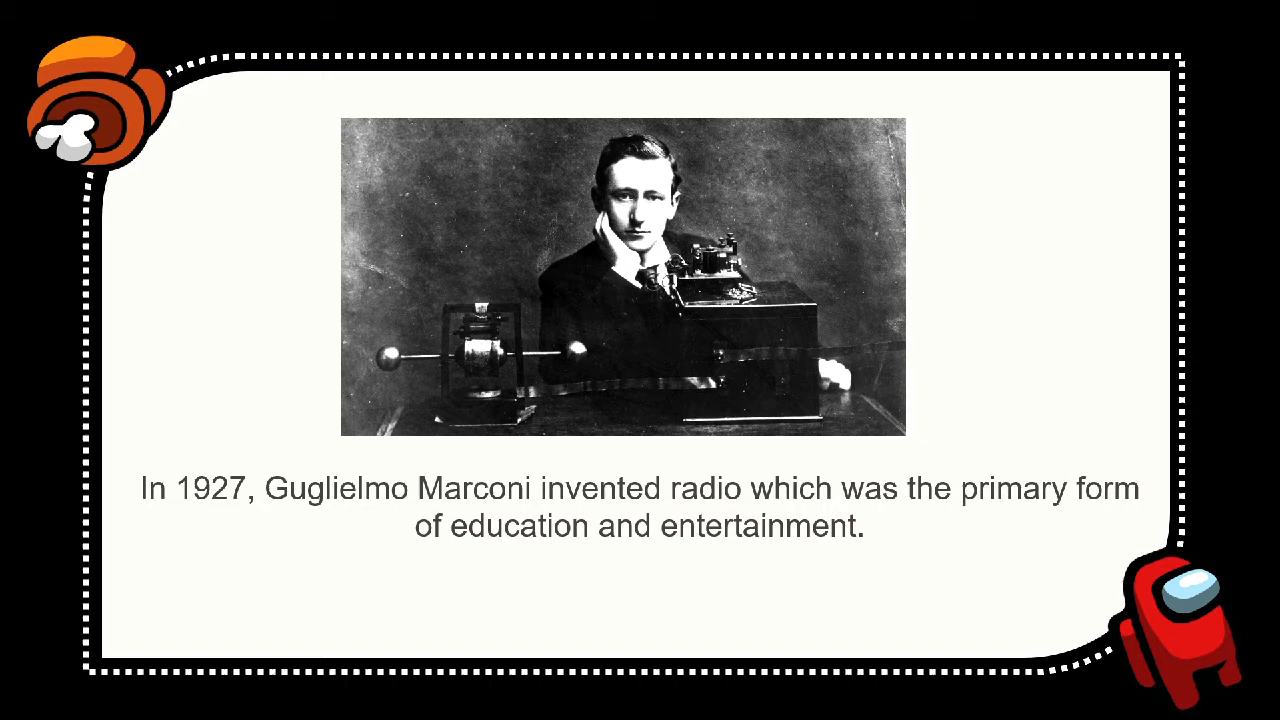 In 1927, Guglielmo Marconi invented radio which was the primary form
of education and entertainment.